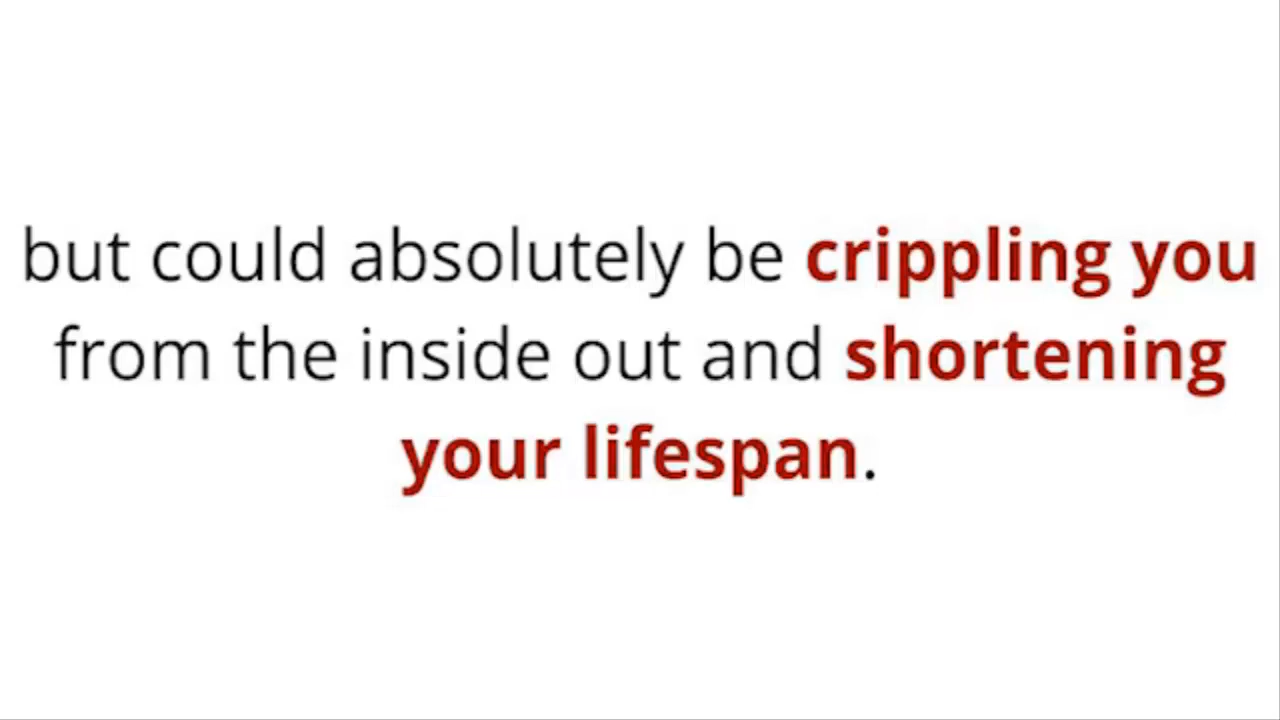 but could absolutely be crippling you
from the inside out and shortening
your lifespan.